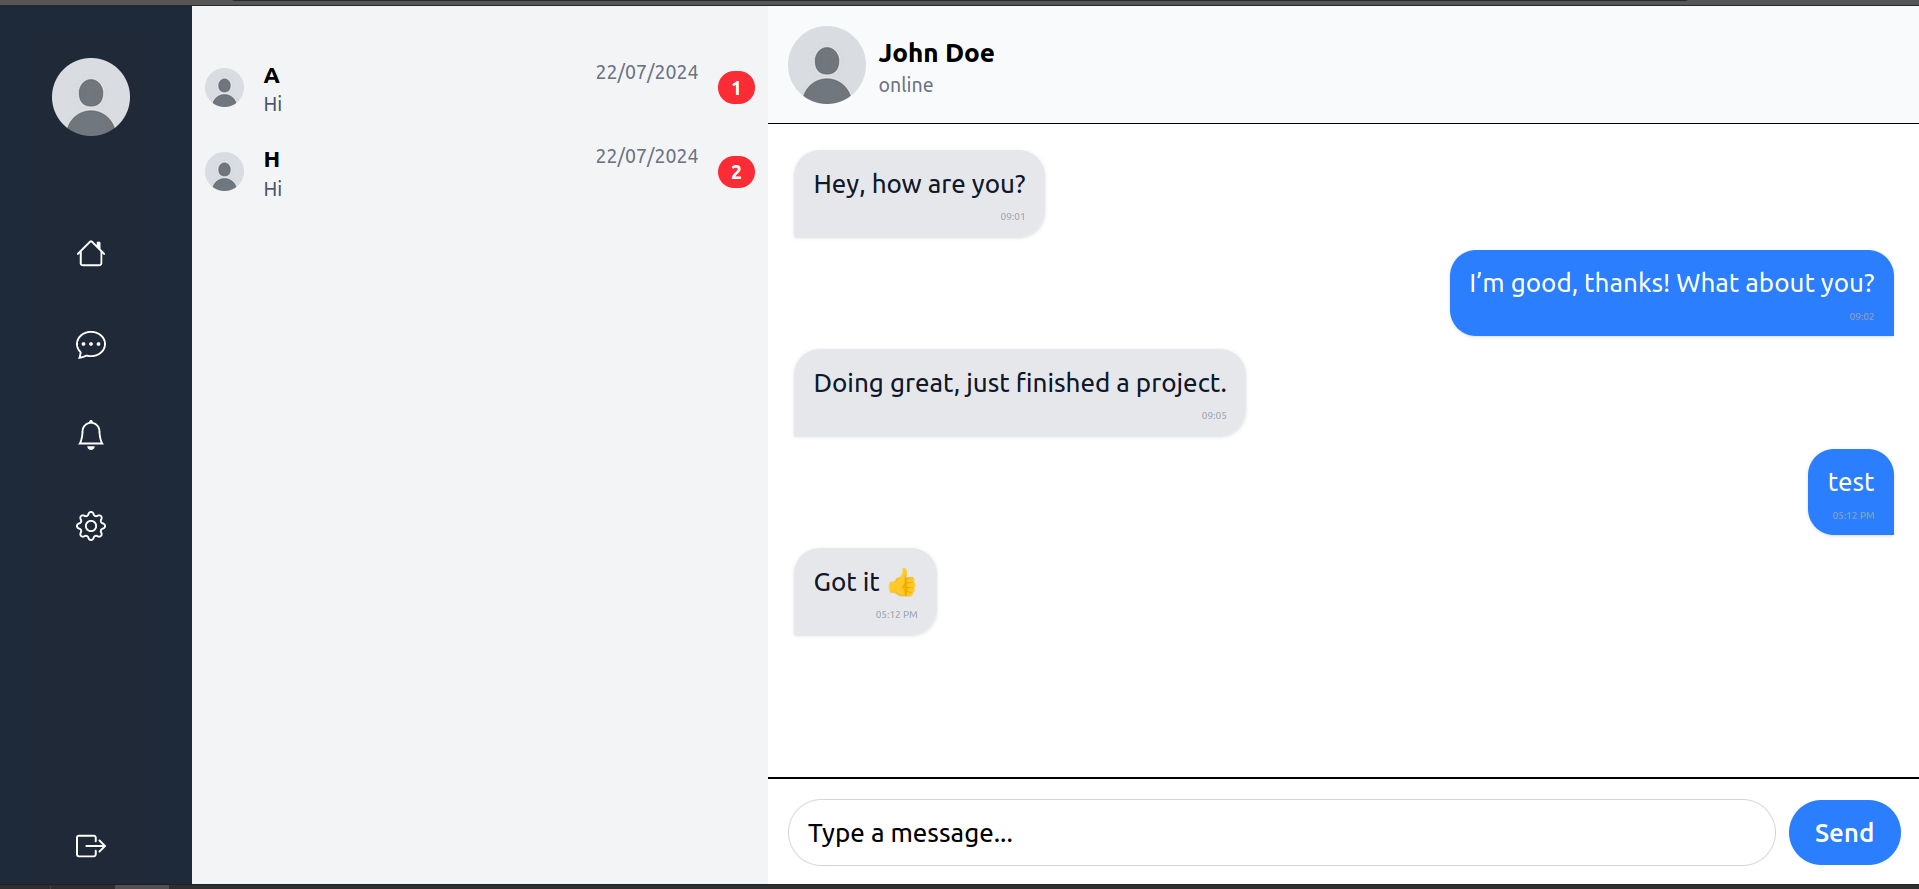 A
22/07/2024
1
Hi
H
22/07/2024
2
Hi
John Doe
online
Hey, how are you?
09:01
I’m good, thanks! What about you?
09:02
Doing great, just finished a project.
09:05
test
05:12 PM
Got it 👍
05:12 PM
Type a message...
Send